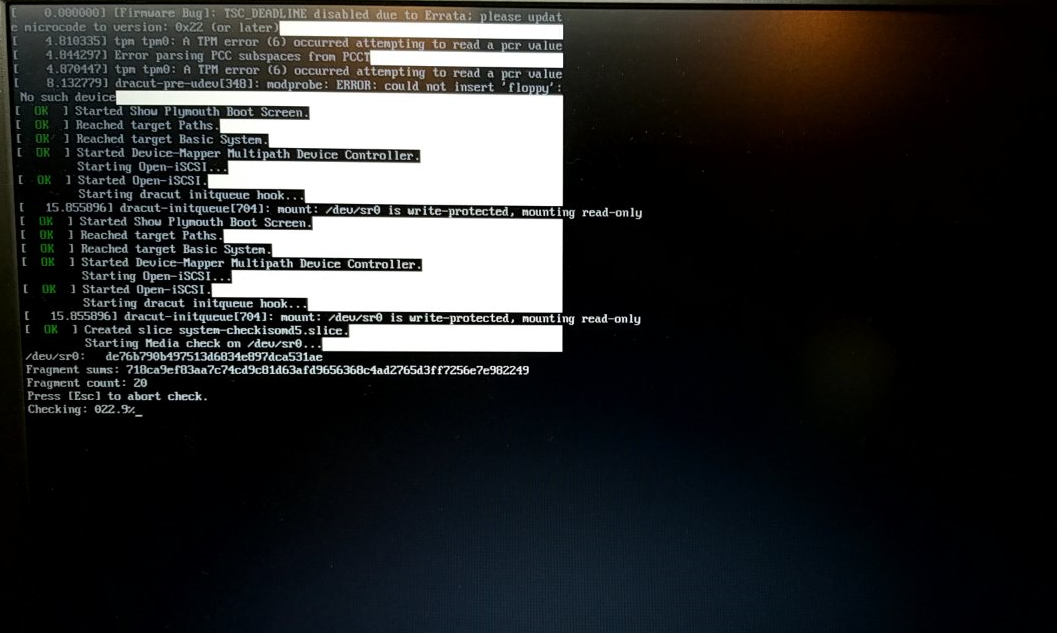 [    0.000000] [Firmware Bug]: TSC_DEADLINE disabled due to Errata; please updat
e microcode to version: 0x22 (or later)
[    4.810335] tpm tpm0: A TPM error (6) occurred attempting to read a pcr value
[    4.844297] Error parsing PCC subspaces from PCCT
[    4.870447] tpm tpm0: A TPM error (6) occurred attempting to read a pcr value
[    8.132779] dracut-pre-udev[348]: modprobe: ERROR: could not insert 'floppy':
No such device
[  OK  ] Started Show Plymouth Boot Screen.
[  OK  ] Reached target Paths.
[  OK  ] Reached target Basic System.
[  OK  ] Started Device-Mapper Multipath Device Controller.
         Starting Open-iSCSI...
[  OK  ] Started Open-iSCSI.
         Starting dracut initqueue hook...
[   15.855896] dracut-initqueue[704]: mount: /dev/sr0 is write-protected, mounting read-only
[  OK  ] Started Show Plymouth Boot Screen.
[  OK  ] Reached target Paths.
[  OK  ] Reached target Basic System.
[  OK  ] Started Device-Mapper Multipath Device Controller.
         Starting Open-iSCSI...
[  OK  ] Started Open-iSCSI.
         Starting dracut initqueue hook...
[   15.855896] dracut-initqueue[704]: mount: /dev/sr0 is write-protected, mounting read-only
[  OK  ] Created slice system-checkisomd5.slice.
         Starting Media check on /dev/sr0...
/dev/sr0:   de76b790b497513d6834e897dca531ae
Fragment sums: 718ca9ef83aa7c74cd9c81d63afd9656368c4ad2765d3ff7256e7e982249
Fragment count: 20
Press [Esc] to abort check.
Checking: 022.9%_